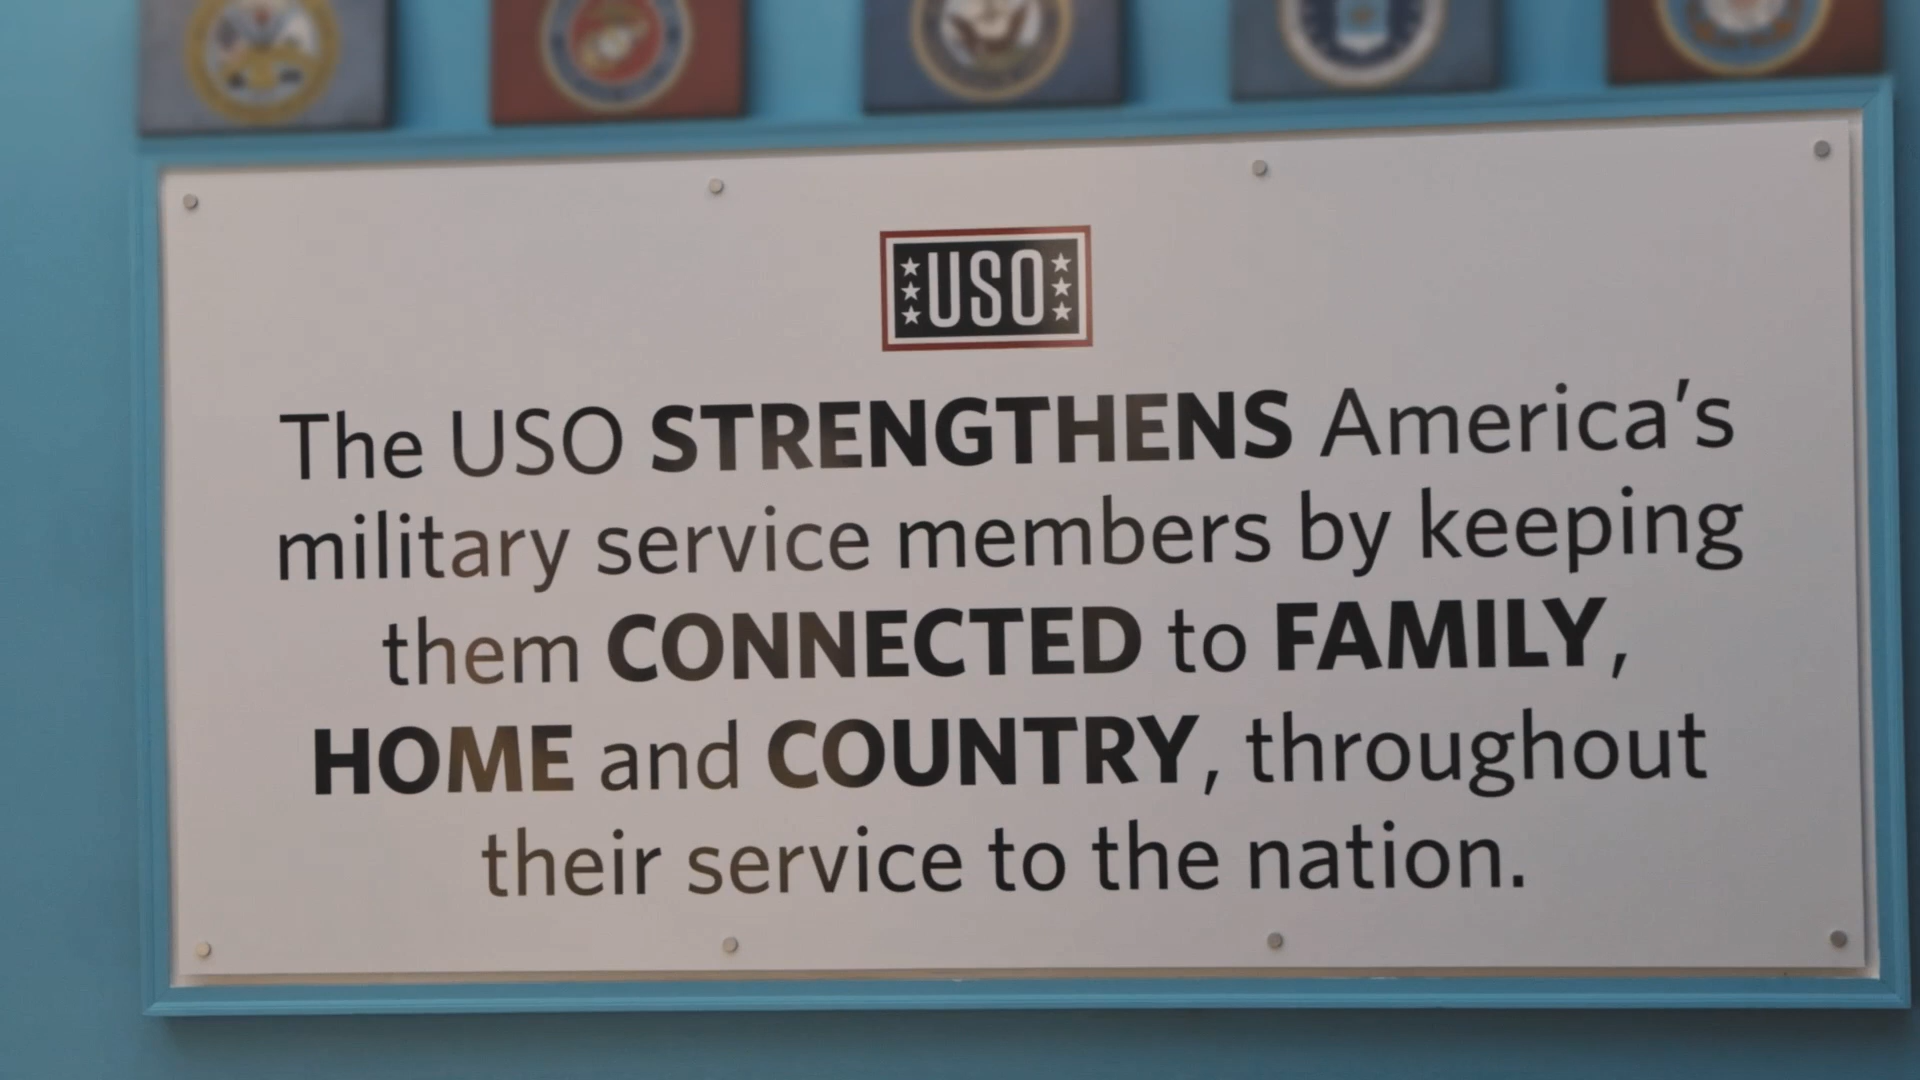 USO
The USO STRENGTHENS America's
military service members by keeping
them CONNECTED to FAMILY,
HOME and COUNTRY, throughout
their service to the nation.